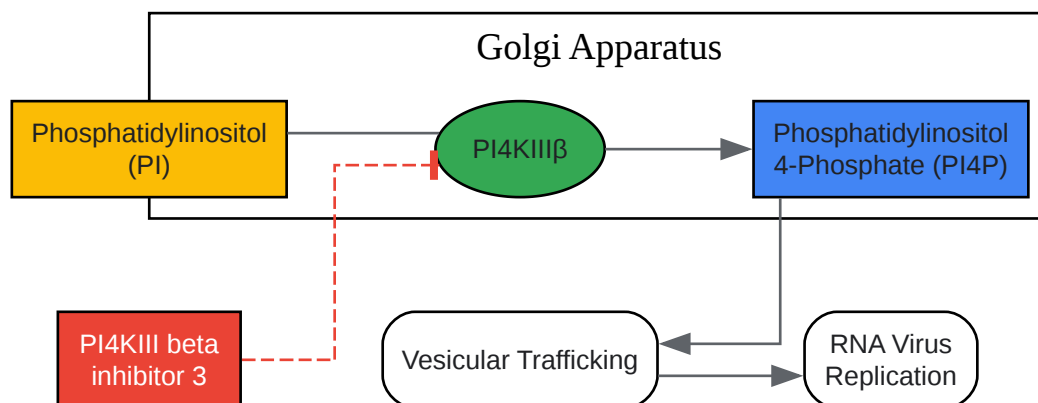 Golgi Apparatus
Phosphatidylinositol
(PI)
PI4KIIIβ
Phosphatidylinositol
4-Phosphate (PI4P)
PI4KIII beta
inhibitor 3
Vesicular Trafficking
RNA Virus
Replication